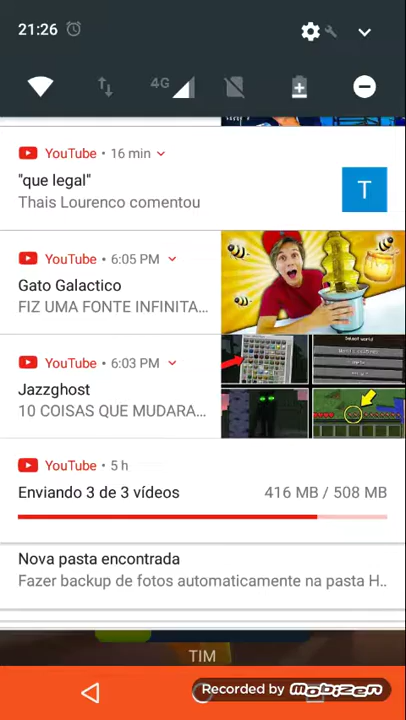 21:26
4G
YouTube • 16 min
"que legal"
Thais Lourenco comentou
T
YouTube • 6:05 PM
Gato Galactico
FIZ UMA FONTE INFINITA...
YouTube • 6:03 PM
Jazzghost
10 COISAS QUE MUDARA...
Select world
YouTube • 5 h
Enviando 3 de 3 vídeos
416 MB / 508 MB
Nova pasta encontrada
Fazer backup de fotos automaticamente na pasta H..
TIM
Recorded by mobizen